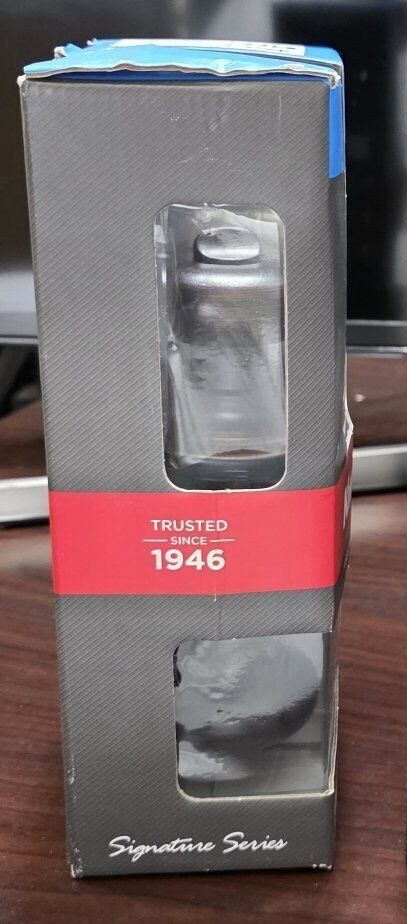 TRUSTED
SINCE
1946
Signature Series